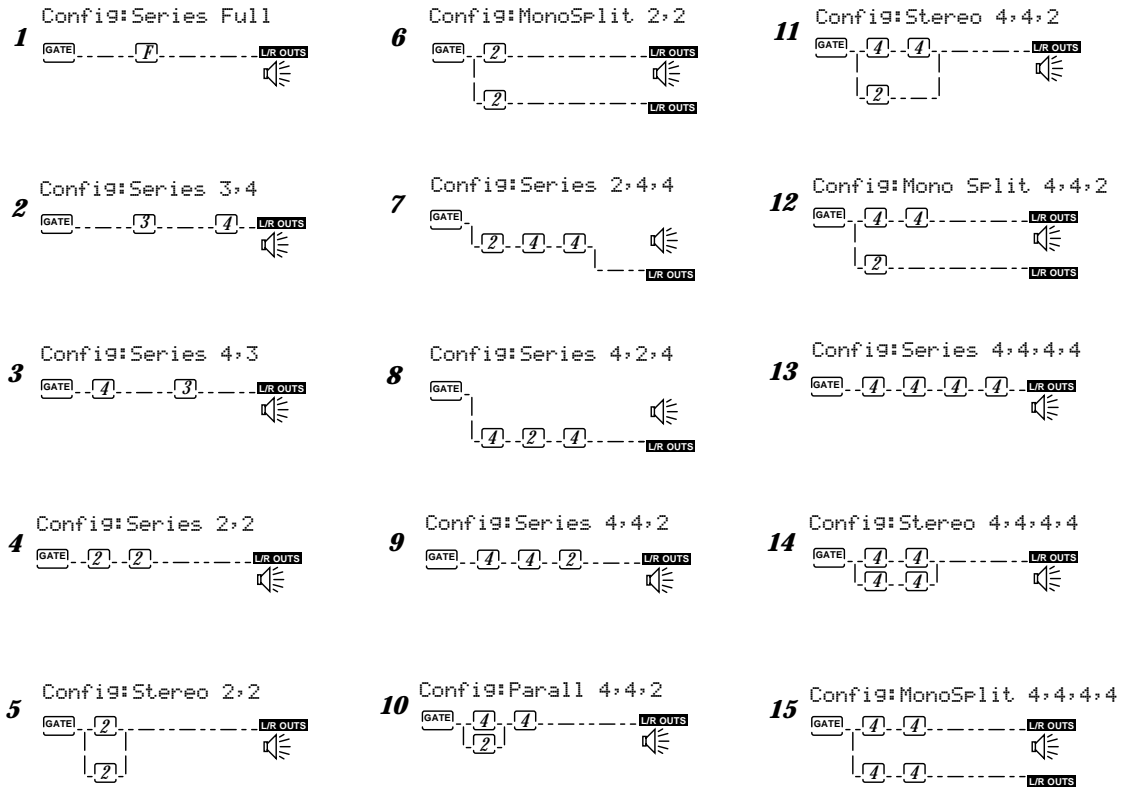 1 Config:Series Full
GATE F L/R OUTS
2 Config:Series 3,4
GATE 3 4 L/R OUTS
3 Config:Series 4,3
GATE 4 3 L/R OUTS
4 Config:Series 2,2
GATE 2 2 L/R OUTS
5 Config:Stereo 2,2
GATE 2 L/R OUTS
2
6 Config:MonoSplit 2,2
GATE 2 L/R OUTS
2 L/R OUTS
7 Config:Series 2,4,4
GATE
2 4 4
L/R OUTS
8 Config:Series 4,2,4
GATE
4 2 4 L/R OUTS
9 Config:Series 4,4,2
GATE 4 4 2 L/R OUTS
10 Config:Parall 4,4,2
GATE 4 4 L/R OUTS
2
11 Config:Stereo 4,4,2
GATE 4 4 L/R OUTS
2
12 Config:Mono Split 4,4,2
GATE 4 4 L/R OUTS
2 L/R OUTS
13 Config:Series 4,4,4,4
GATE 4 4 4 4 L/R OUTS
14 Config:Stereo 4,4,4,4
GATE 4 4 L/R OUTS
4 4
15 Config:MonoSplit 4,4,4,4
GATE 4 4 L/R OUTS
4 4 L/R OUTS